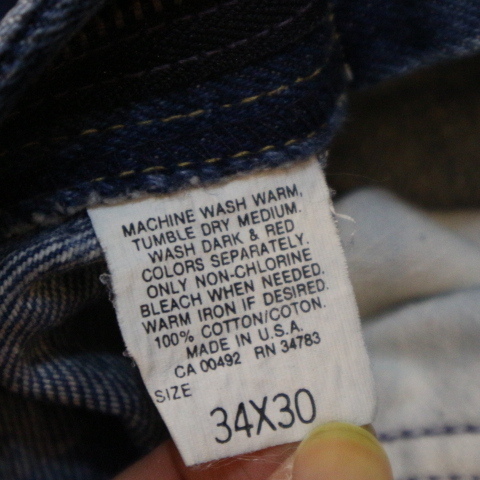 MACHINE WASH WARM,
TUMBLE DRY MEDIUM.
WASH DARK & RED
COLORS SEPARATELY.
ONLY NON-CHLORINE
BLEACH WHEN NEEDED.
WARM IRON IF DESIRED.
100% COTTON/COTON.
MADE IN U.S.A.
CA 00492 RN 34783
SIZE
34X30